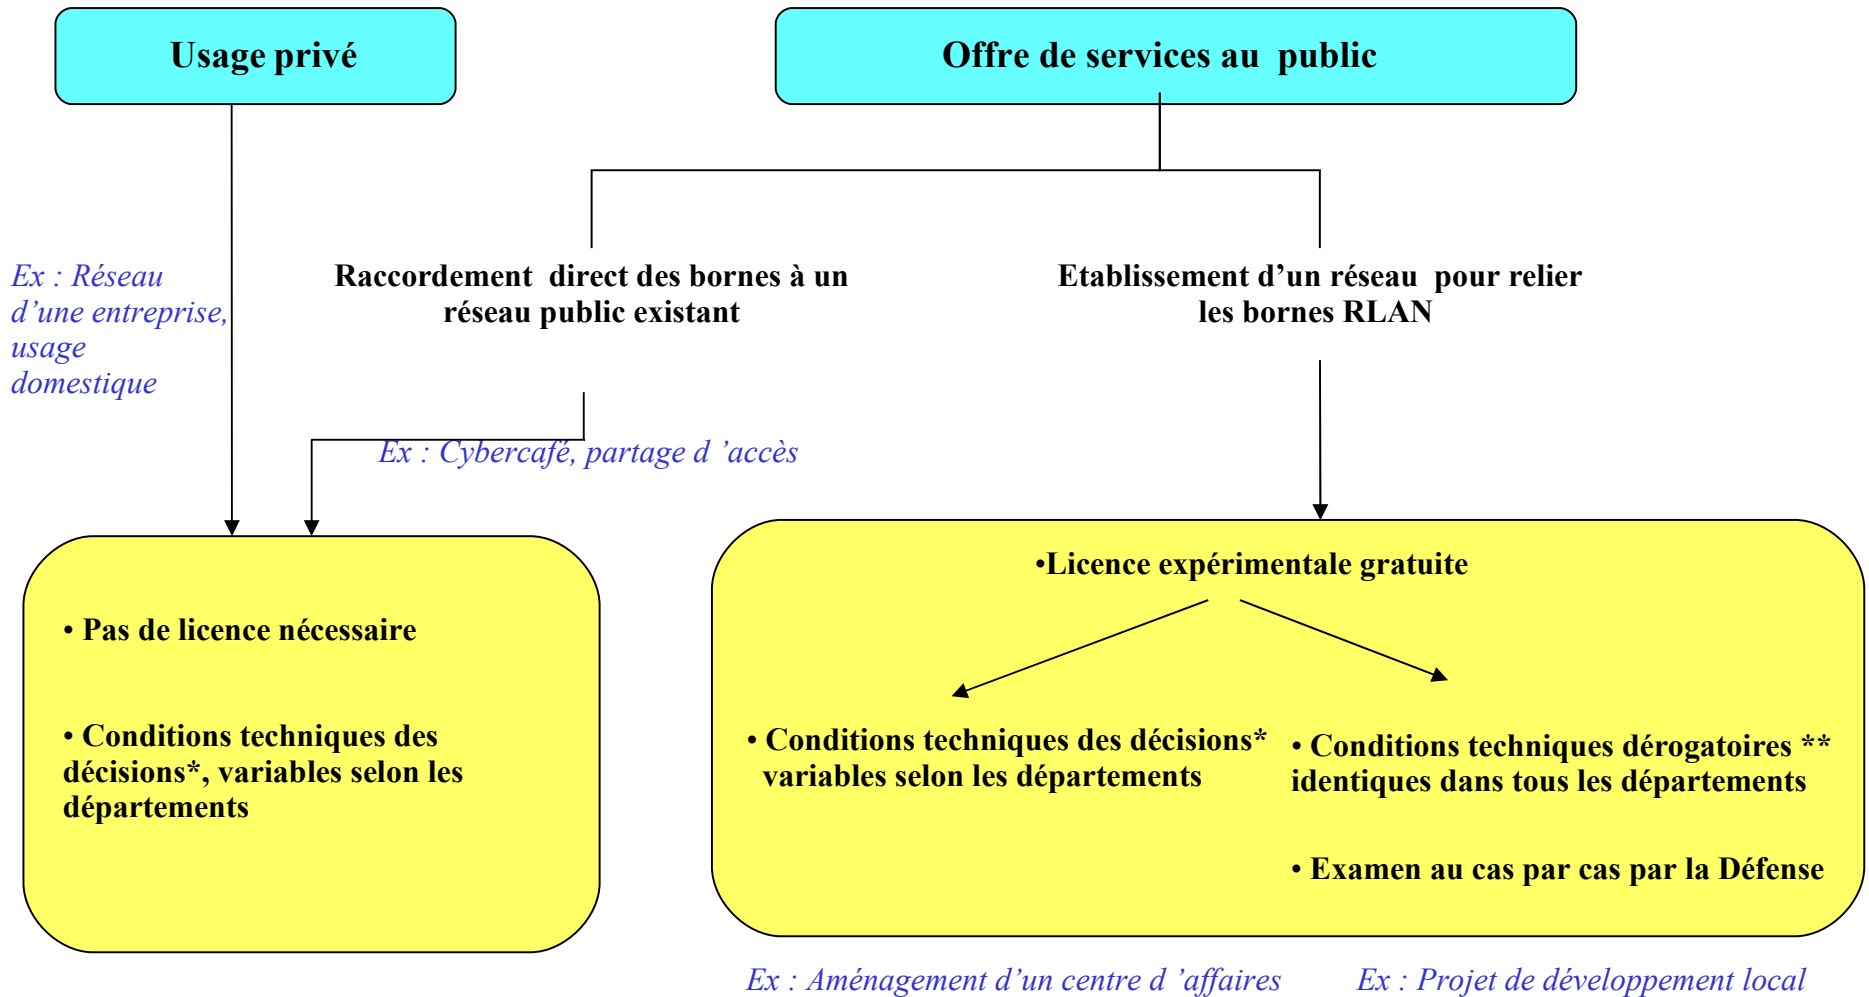 Usage privé
Offre de services au public
Ex : Réseau
d’une entreprise,
usage
domestique
Raccordement direct des bornes à un
réseau public existant
Etablissement d’un réseau pour relier
les bornes RLAN
Ex : Cybercafé, partage d ’accès
• Pas de licence nécessaire
• Conditions techniques des
décisions*, variables selon les
départements
•Licence expérimentale gratuite
• Conditions techniques des décisions*
variables selon les départements
• Conditions techniques dérogatoires **
identiques dans tous les départements
• Examen au cas par cas par la Défense
Ex : Aménagement d’un centre d ’affaires
Ex : Projet de développement local